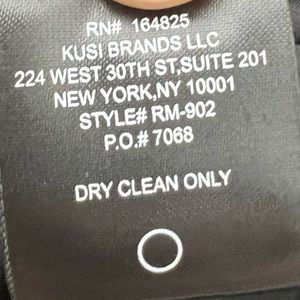 RN# 164825
KUSI BRANDS LLC
224 WEST 30TH ST,SUITE 201
NEW YORK,NY 10001
STYLE# RM-902
P.O.# 7068
DRY CLEAN ONLY